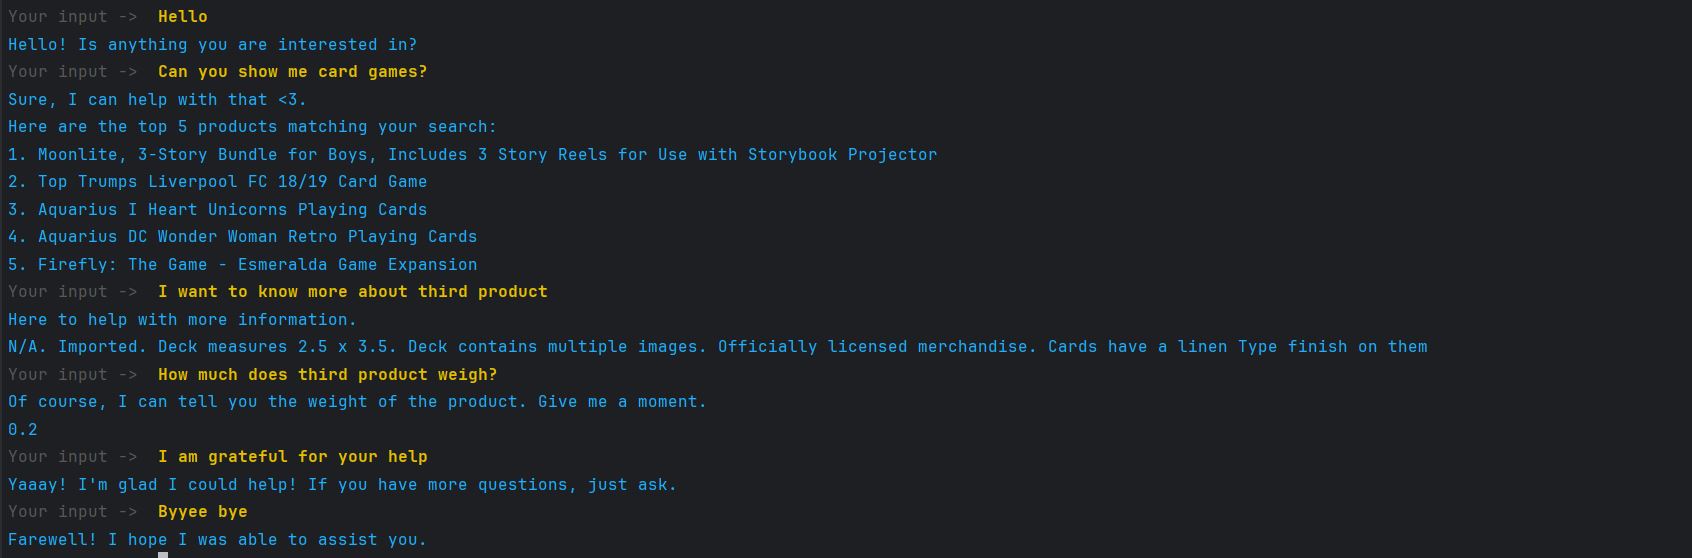 Your input ->  Hello
Hello! Is anything you are interested in?
Your input ->  Can you show me card games?
Sure, I can help with that <3.
Here are the top 5 products matching your search:
1. Moonlite, 3-Story Bundle for Boys, Includes 3 Story Reels for Use with Storybook Projector
2. Top Trumps Liverpool FC 18/19 Card Game
3. Aquarius I Heart Unicorns Playing Cards
4. Aquarius DC Wonder Woman Retro Playing Cards
5. Firefly: The Game - Esmeralda Game Expansion
Your input ->  I want to know more about third product
Here to help with more information.
N/A. Imported. Deck measures 2.5 x 3.5. Deck contains multiple images. Officially licensed merchandise. Cards have a linen Type finish on them
Your input ->  How much does third product weigh?
Of course, I can tell you the weight of the product. Give me a moment.
0.2
Your input ->  I am grateful for your help
Yaaay! I'm glad I could help! If you have more questions, just ask.
Your input ->  Byyee bye
Farewell! I hope I was able to assist you.